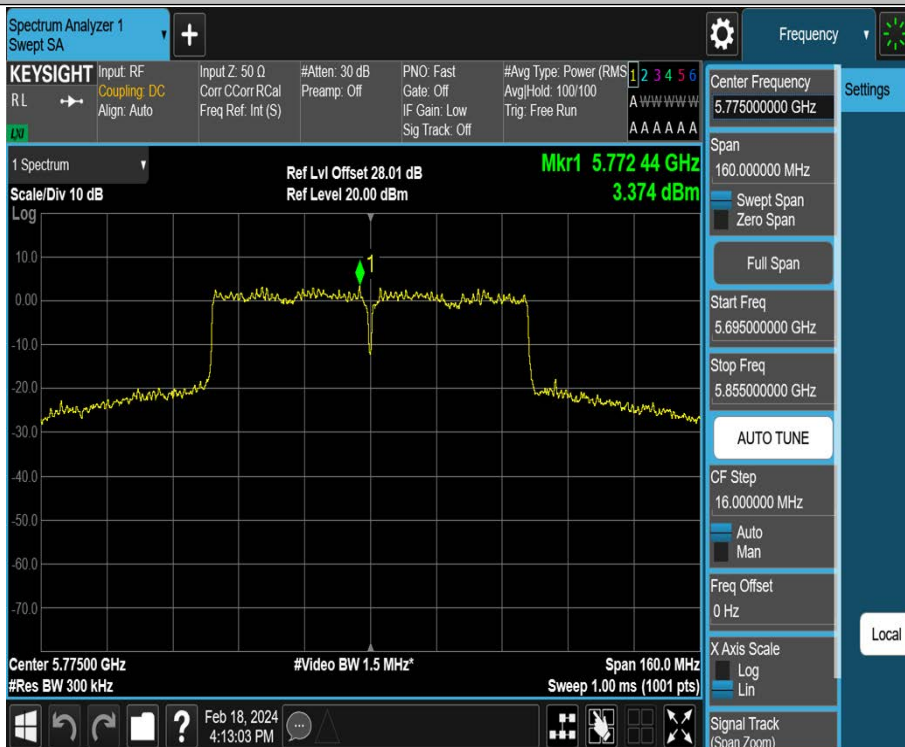 Spectrum Analyzer 1
Swept SA
+
Frequency
KEYSIGHT
RL
LXI
Input: RF
Coupling: DC
Align: Auto
Input Z: 50 Ω
Corr CCorr RCal
Freq Ref: Int (S)
#Atten: 30 dB
Preamp: Off
PNO: Fast
Gate: Off
IF Gain: Low
Sig Track: Off
#Avg Type: Power (RMS
Avg|Hold: 100/100
Trig: Free Run
1 2 3 4 5 6
A W W W W W
A A A A A A
1 Spectrum
Scale/Div 10 dB
Log
Ref Lvl Offset 28.01 dB
Ref Level 20.00 dBm
Mkr1 5.772 44 GHz
3.374 dBm
1
10.0
0.00
-10.0
-20.0
-30.0
-40.0
-50.0
-60.0
-70.0
Center 5.77500 GHz
#Res BW 300 kHz
#Video BW 1.5 MHz*
Span 160.0 MHz
Sweep 1.00 ms (1001 pts)
?
Feb 18, 2024
4:13:03 PM
Center Frequency
5.775000000 GHz
Span
160.000000 MHz
Swept Span
Zero Span
Full Span
Start Freq
5.695000000 GHz
Stop Freq
5.855000000 GHz
AUTO TUNE
CF Step
16.000000 MHz
Auto
Man
Freq Offset
0 Hz
X Axis Scale
Log
Lin
Signal Track
(Span Zoom)
Settings
Local